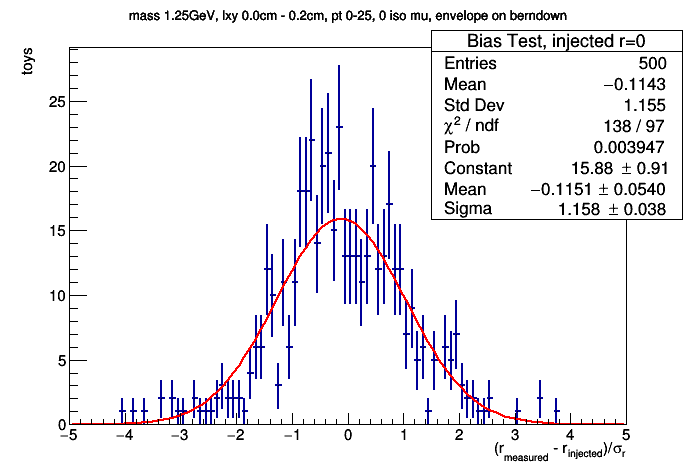 mass 1.25GeV, lxy 0.0cm - 0.2cm, pt 0-25, 0 iso mu, envelope on berndown
Bias Test, injected r=0
Entries 500
Mean −0.1143
Std Dev 1.155
χ² / ndf 138 / 97
Prob 0.003947
Constant 15.88 ± 0.91
Mean −0.1151 ± 0.0540
Sigma 1.158 ± 0.038
toys
25
20
15
10
5
0
−5 −4 −3 −2 −1 0 1 2 3 4 5
(r_measured - r_injected)/σ_r